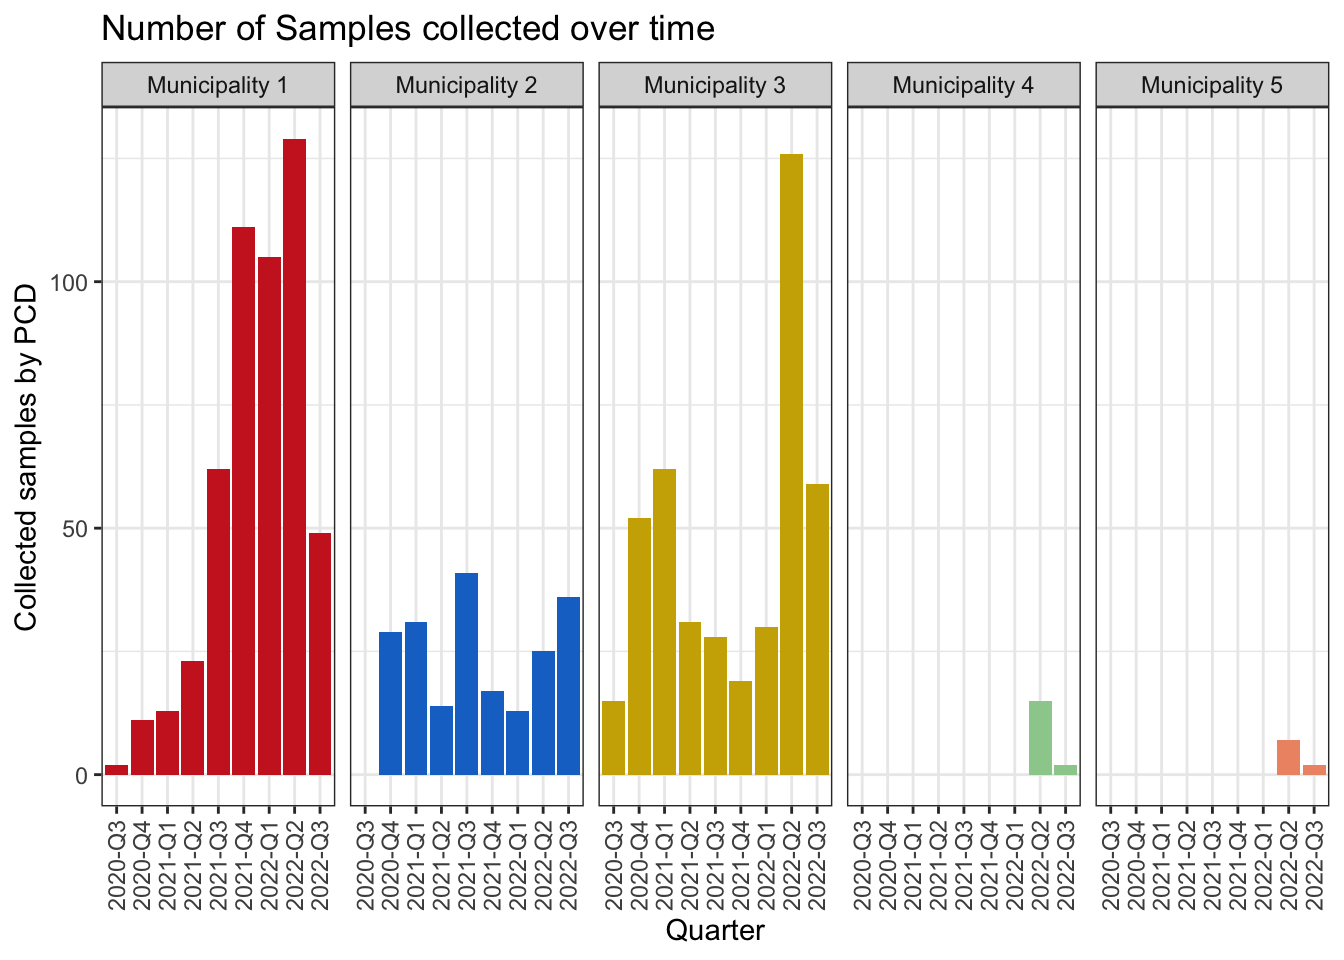 Number of Samples collected over time
Municipality 1
Municipality 2
Municipality 3
Municipality 4
Municipality 5
Collected samples by PCD
100
50
0
2020-Q3
2020-Q4
2021-Q1
2021-Q2
2021-Q3
2021-Q4
2022-Q1
2022-Q2
2022-Q3
2020-Q3
2020-Q4
2021-Q1
2021-Q2
2021-Q3
2021-Q4
2022-Q1
2022-Q2
2022-Q3
2020-Q3
2020-Q4
2021-Q1
2021-Q2
2021-Q3
2021-Q4
2022-Q1
2022-Q2
2022-Q3
2020-Q3
2020-Q4
2021-Q1
2021-Q2
2021-Q3
2021-Q4
2022-Q1
2022-Q2
2022-Q3
2020-Q3
2020-Q4
2021-Q1
2021-Q2
2021-Q3
2021-Q4
2022-Q1
2022-Q2
2022-Q3
Quarter